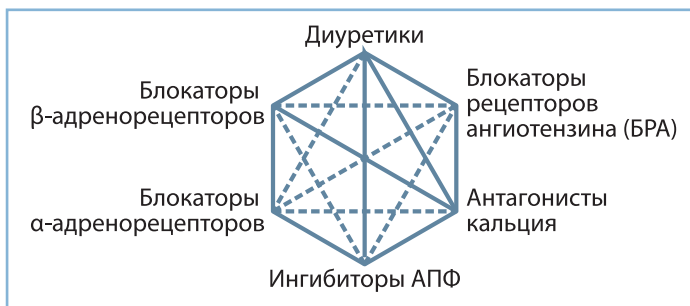 Диуретики
Блокаторы
β-адренорецепторов
Блокаторы
рецепторов
ангиотензина (БРА)
Блокаторы
α-адренорецепторов
Антагонисты
кальция
Ингибиторы АПФ